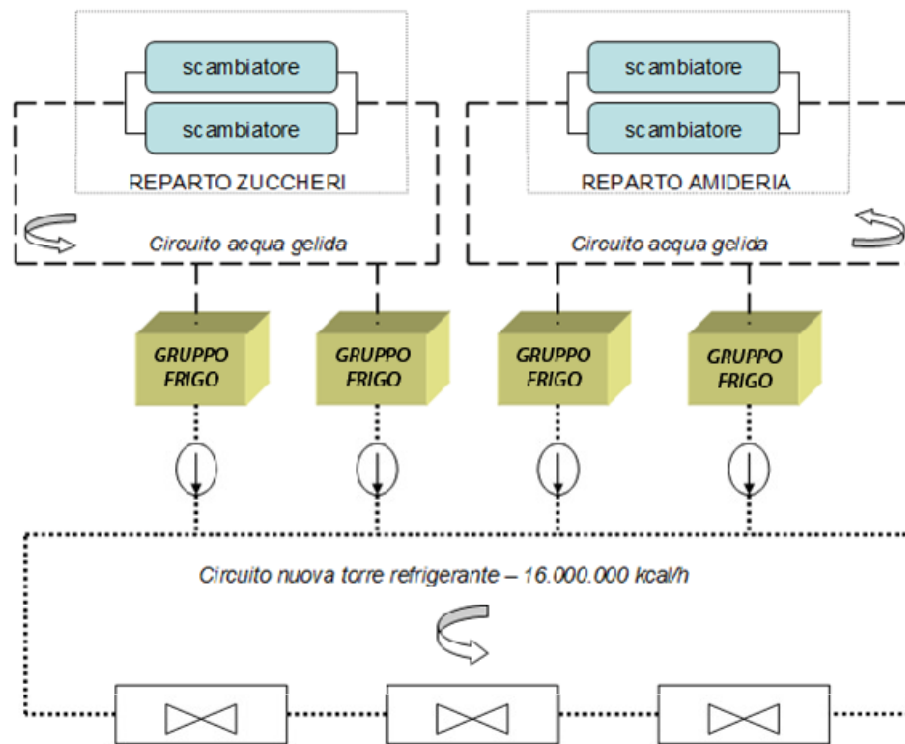 scambiatore
scambiatore
scambiatore
scambiatore
REPARTO ZUCCHERI
REPARTO AMIDERIA
Circuito acqua gelida
Circuito acqua gelida
GRUPPO
FRIGO
GRUPPO
FRIGO
GRUPPO
FRIGO
GRUPPO
FRIGO
Circuito nuova torre refrigerante – 16.000.000 kcal/h